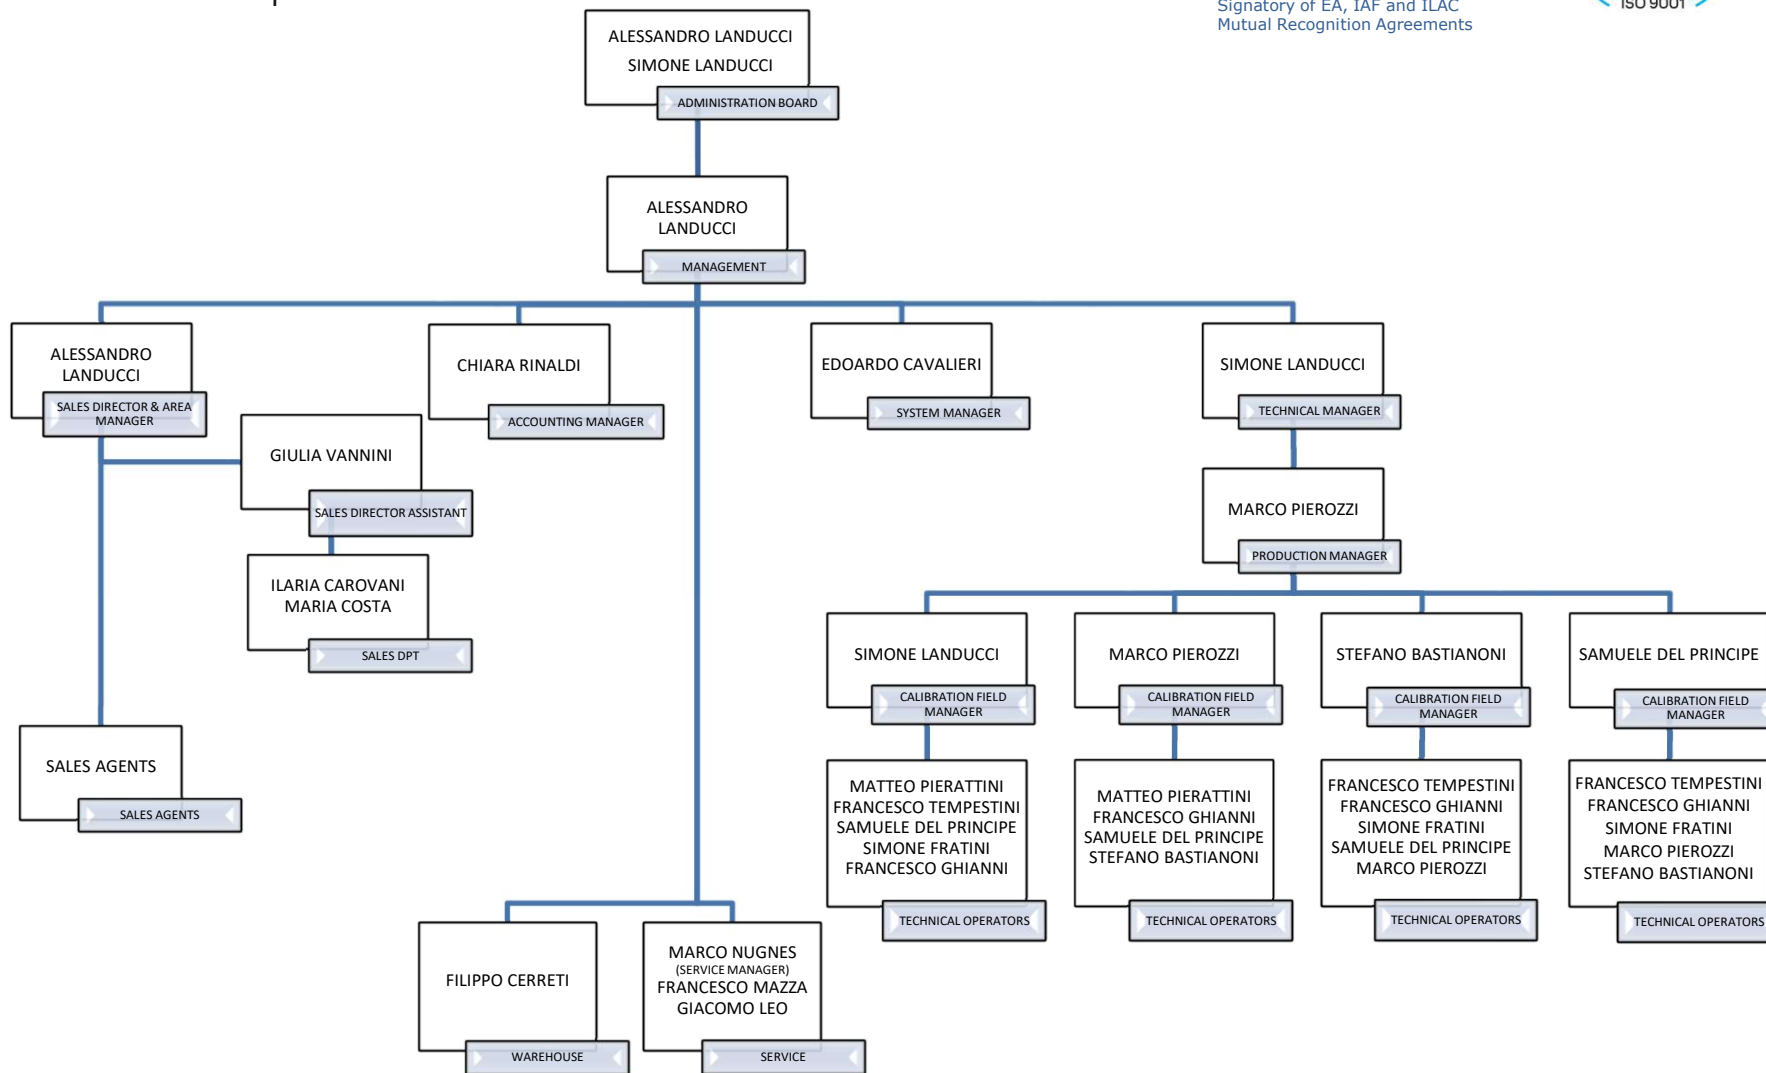 Signatory of EA, IAF and ILAC
Mutual Recognition Agreements
ISO 9001
ALESSANDRO LANDUCCI
SIMONE LANDUCCI
ADMINISTRATION BOARD
ALESSANDRO
LANDUCCI
MANAGEMENT
ALESSANDRO
LANDUCCI
SALES DIRECTOR & AREA
MANAGER
CHIARA RINALDI
ACCOUNTING MANAGER
EDOARDO CAVALIERI
SYSTEM MANAGER
SIMONE LANDUCCI
TECHNICAL MANAGER
GIULIA VANNINI
SALES DIRECTOR ASSISTANT
MARCO PIEROZZI
PRODUCTION MANAGER
ILARIA CAROVANI
MARIA COSTA
SALES DPT
SIMONE LANDUCCI
CALIBRATION FIELD
MANAGER
MARCO PIEROZZI
CALIBRATION FIELD
MANAGER
STEFANO BASTIANONI
CALIBRATION FIELD
MANAGER
SAMUELE DEL PRINCIPE
CALIBRATION FIELD
MANAGER
SALES AGENTS
SALES AGENTS
MATTEO PIERATTINI
FRANCESCO TEMPESTINI
SAMUELE DEL PRINCIPE
SIMONE FRATINI
FRANCESCO GHIANNI
TECHNICAL OPERATORS
MATTEO PIERATTINI
FRANCESCO GHIANNI
SAMUELE DEL PRINCIPE
STEFANO BASTIANONI
TECHNICAL OPERATORS
FRANCESCO TEMPESTINI
FRANCESCO GHIANNI
SIMONE FRATINI
SAMUELE DEL PRINCIPE
MARCO PIEROZZI
TECHNICAL OPERATORS
FRANCESCO TEMPESTINI
FRANCESCO GHIANNI
SIMONE FRATINI
MARCO PIEROZZI
STEFANO BASTIANONI
TECHNICAL OPERATORS
FILIPPO CERRETI
WAREHOUSE
MARCO NUGNES
(SERVICE MANAGER)
FRANCESCO MAZZA
GIACOMO LEO
SERVICE